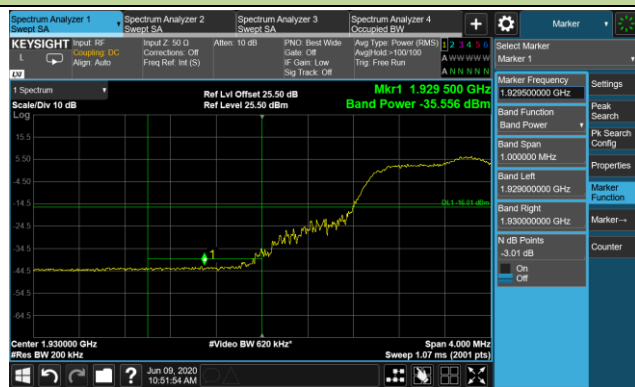 Spectrum Analyzer 1
Swept SA
Spectrum Analyzer 2
Swept SA
Spectrum Analyzer 3
Swept SA
Spectrum Analyzer 4
Occupied BW
+
Marker
KEYSIGHT
L
LXI
Input: RF
Coupling: DC
Align: Auto
Input Z: 50 Ω
Corrections: Off
Freq Ref: Int (S)
Atten: 10 dB
PNO: Best Wide
Gate: Off
IF Gain: Low
Sig Track: Off
Avg Type: Power (RMS)
Avg|Hold >100/100
Trig: Free Run
1 2 3 4 5 6
A W W W W W
A N N N N N
Select Marker
Marker 1
1 Spectrum
Scale/Div 10 dB
Log
Ref Lvl Offset 25.50 dB
Ref Level 25.50 dBm
Mkr1 1.929 500 GHz
Band Power -35.556 dBm
15.5
5.50
-4.50
-14.5
-24.5
-34.5
-44.5
-54.5
-64.5
DL1 -16.01 dBm
1
Center 1.930000 GHz
#Res BW 200 kHz
#Video BW 620 kHz*
Span 4.000 MHz
Sweep 1.07 ms (2001 pts)
Marker Frequency
1.929500000 GHz
Band Function
Band Power
Band Span
1.000000 MHz
Band Left
1.929000000 GHz
Band Right
1.930000000 GHz
N dB Points
-3.01 dB
On
Off
Settings
Peak
Search
Pk Search
Config
Properties
Marker
Function
Marker→
Counter
?
Jun 09, 2020
10:51:54 AM